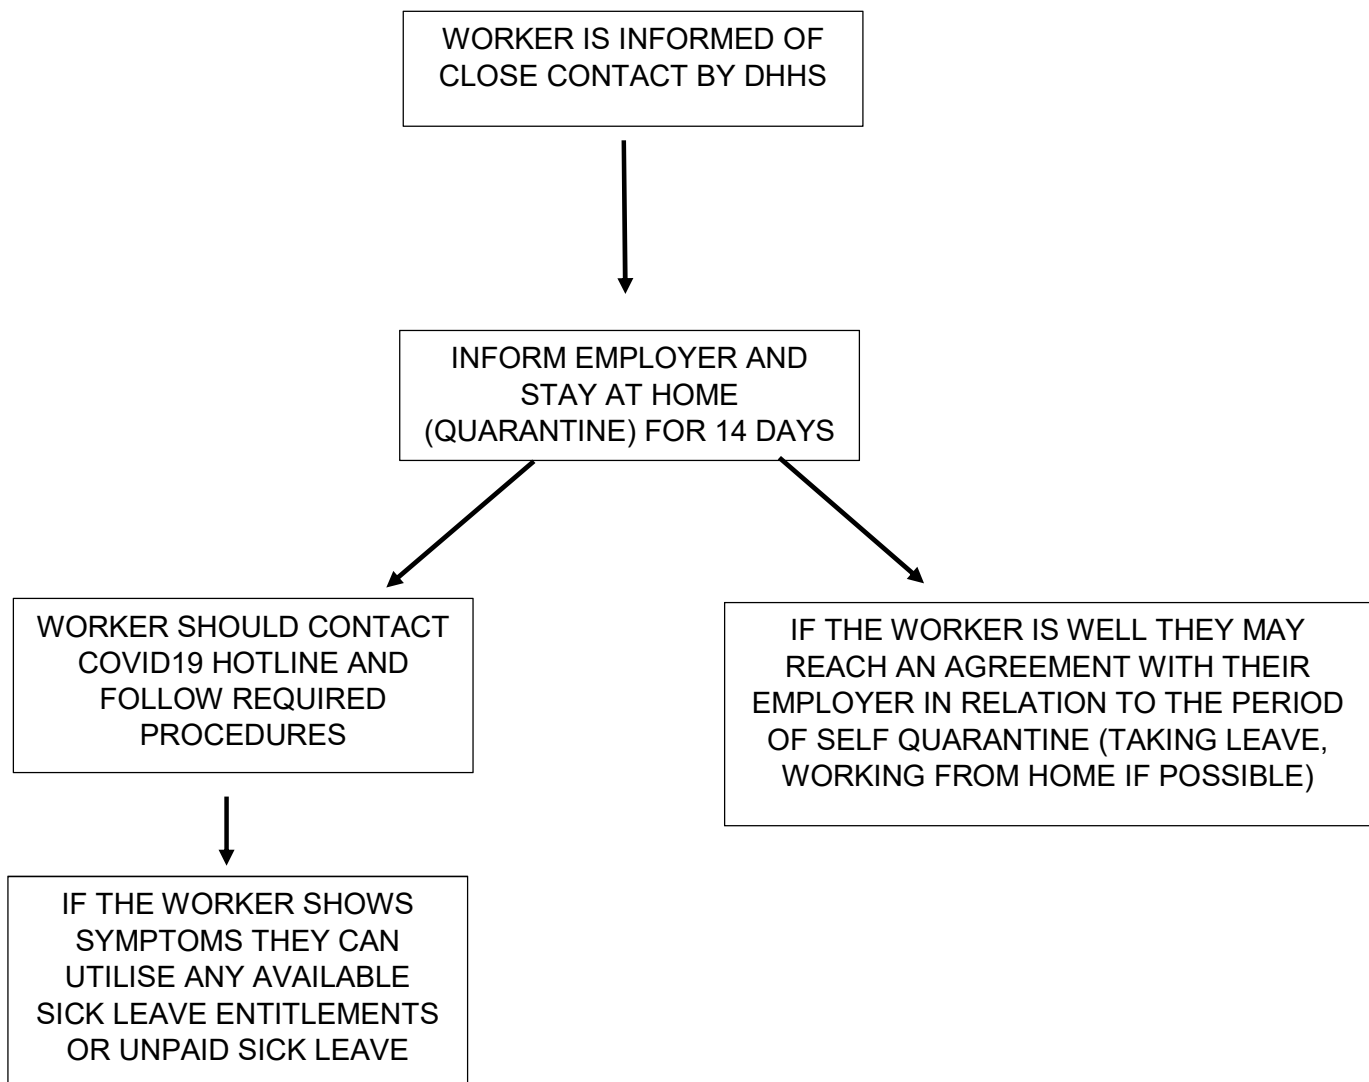 WORKER IS INFORMED OF
CLOSE CONTACT BY DHHS
INFORM EMPLOYER AND
STAY AT HOME
(QUARANTINE) FOR 14 DAYS
WORKER SHOULD CONTACT
COVID19 HOTLINE AND
FOLLOW REQUIRED
PROCEDURES
IF THE WORKER IS WELL THEY MAY
REACH AN AGREEMENT WITH THEIR
EMPLOYER IN RELATION TO THE PERIOD
OF SELF QUARANTINE (TAKING LEAVE,
WORKING FROM HOME IF POSSIBLE)
IF THE WORKER SHOWS
SYMPTOMS THEY CAN
UTILISE ANY AVAILABLE
SICK LEAVE ENTITLEMENTS
OR UNPAID SICK LEAVE